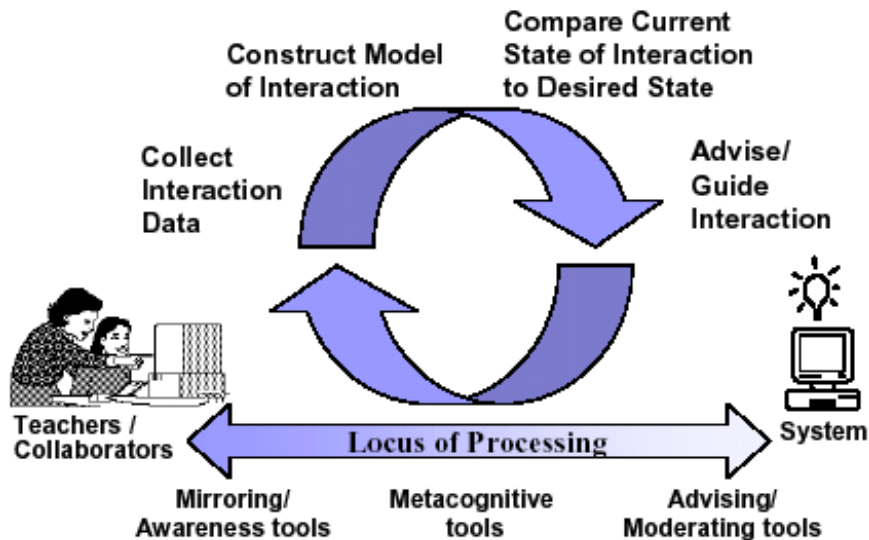 Construct Model
of Interaction
Compare Current
State of Interaction
to Desired State
Collect
Interaction
Data
Advise/
Guide
Interaction
Teachers /
Collaborators
Locus of Processing
System
Mirroring/
Awareness tools
Metacognitive
tools
Advising/
Moderating tools